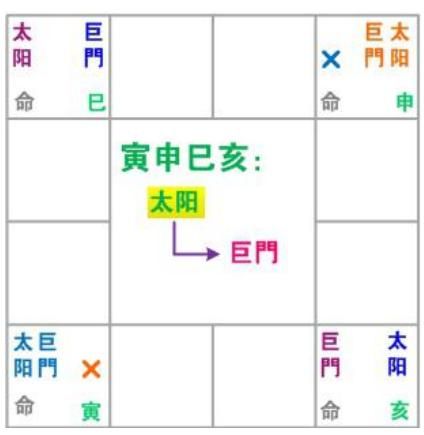 太阳 巨門
命 巳
× 巨門 太阳
命 申
寅申巳亥:
太阳
巨門
太阳 巨門 ×
命 寅
巨門 太阳
命 亥